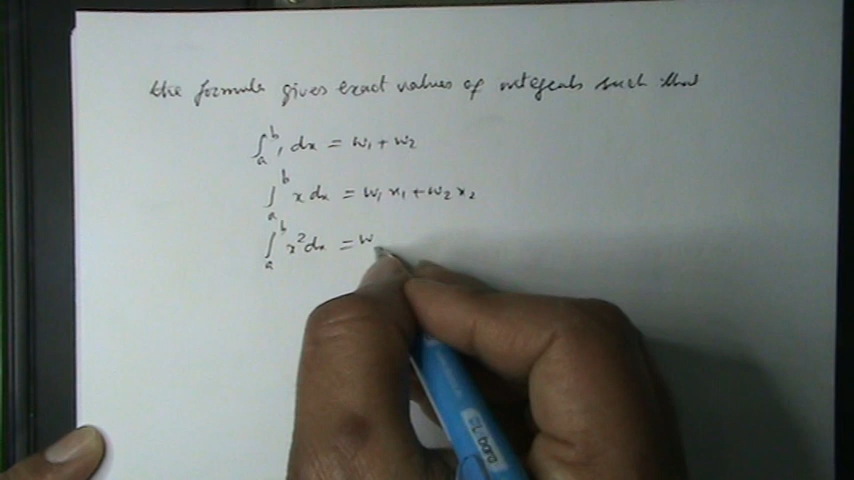 the formula gives exact values of integrals such that
∫_a^b 1 dx = w₁ + w₂
∫_a^b x dx = w₁ x₁ + w₂ x₂
∫_a^b x² dx = w